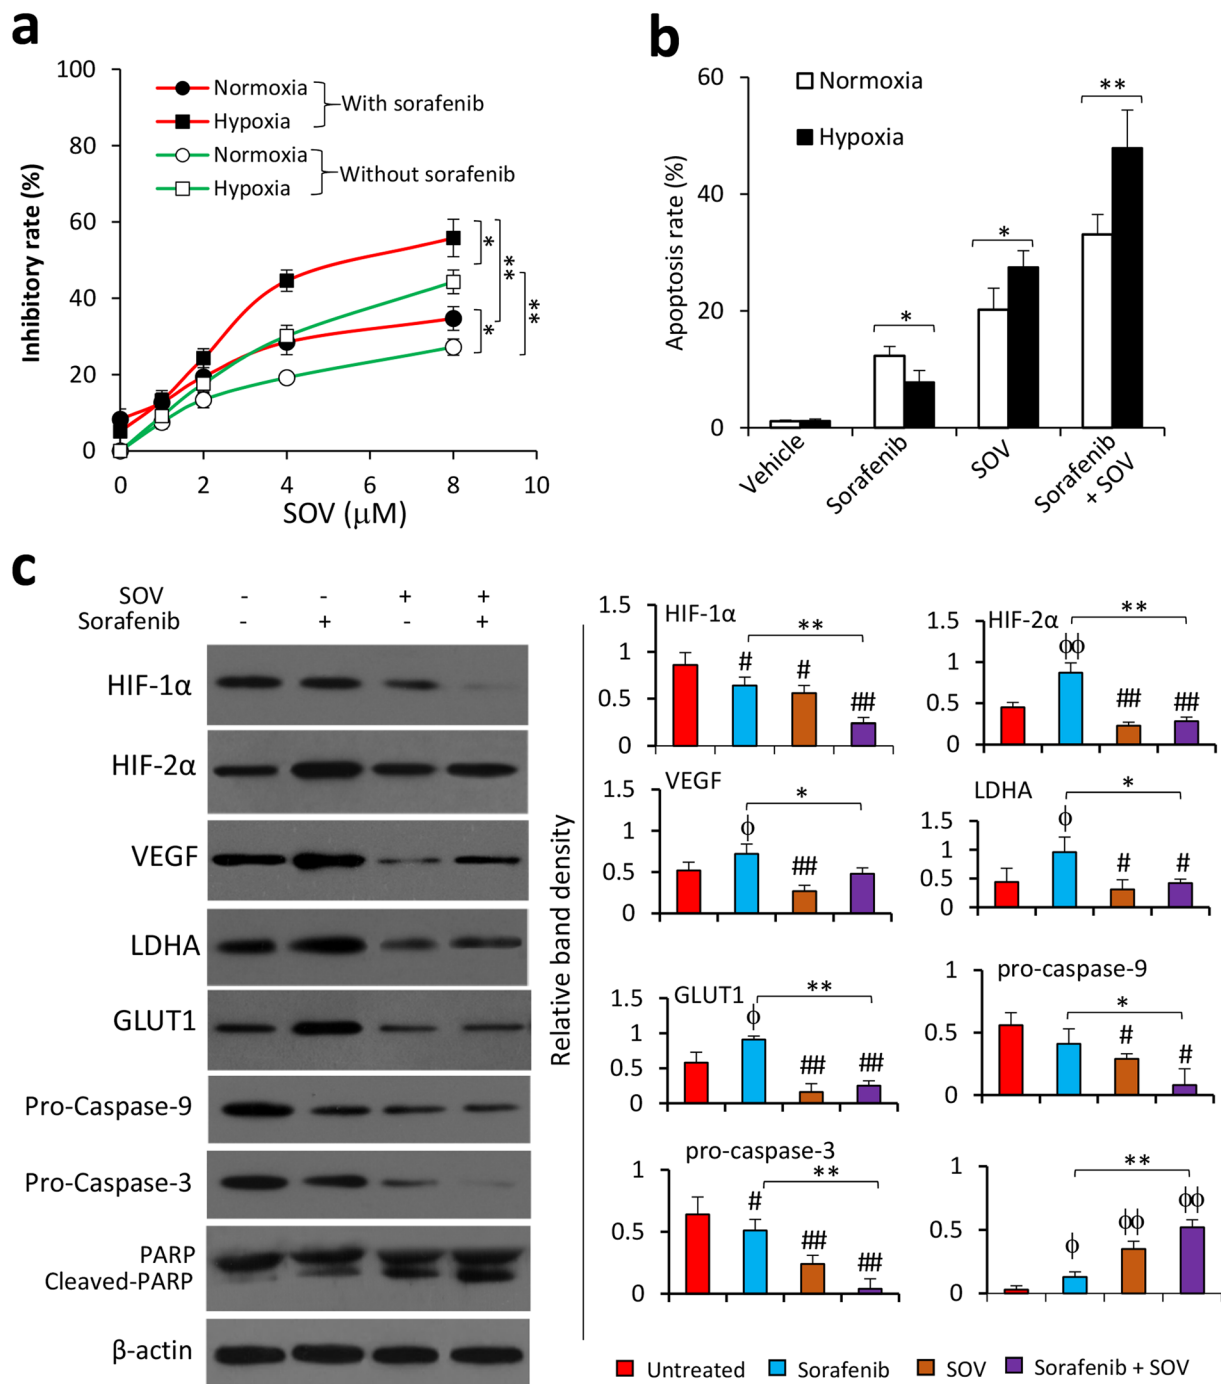 a
100
80
60
40
20
0
Inhibitory rate (%)
Normoxia
Hypoxia
With sorafenib
Normoxia
Hypoxia
Without sorafenib
*
**
**
*
0 2 4 6 8 10
SOV (μM)
b
60
40
20
0
Apoptosis rate (%)
Normoxia
Hypoxia
*
*
**
Vehicle
Sorafenib
SOV
Sorafenib
+ SOV
c
SOV - - + +
Sorafenib - + - +
HIF-1α
HIF-2α
VEGF
LDHA
GLUT1
Pro-Caspase-9
Pro-Caspase-3
PARP
Cleaved-PARP
β-actin
Relative band density
HIF-1α
1.5
1
0.5
0
**
# # ##
HIF-2α
1.5
1
0.5
0
**
ϕϕ ## ##
VEGF
1.5
1
0.5
0
*
ϕ ##
LDHA
1.5
1
0.5
0
*
ϕ # #
GLUT1
1.5
1
0.5
0
**
ϕ ## ##
pro-caspase-9
1
0.5
0
*
# #
pro-caspase-3
1
0.5
0
**
# ## ##
1
0.5
0
**
ϕ ϕϕ ϕϕ
Untreated Sorafenib SOV Sorafenib + SOV